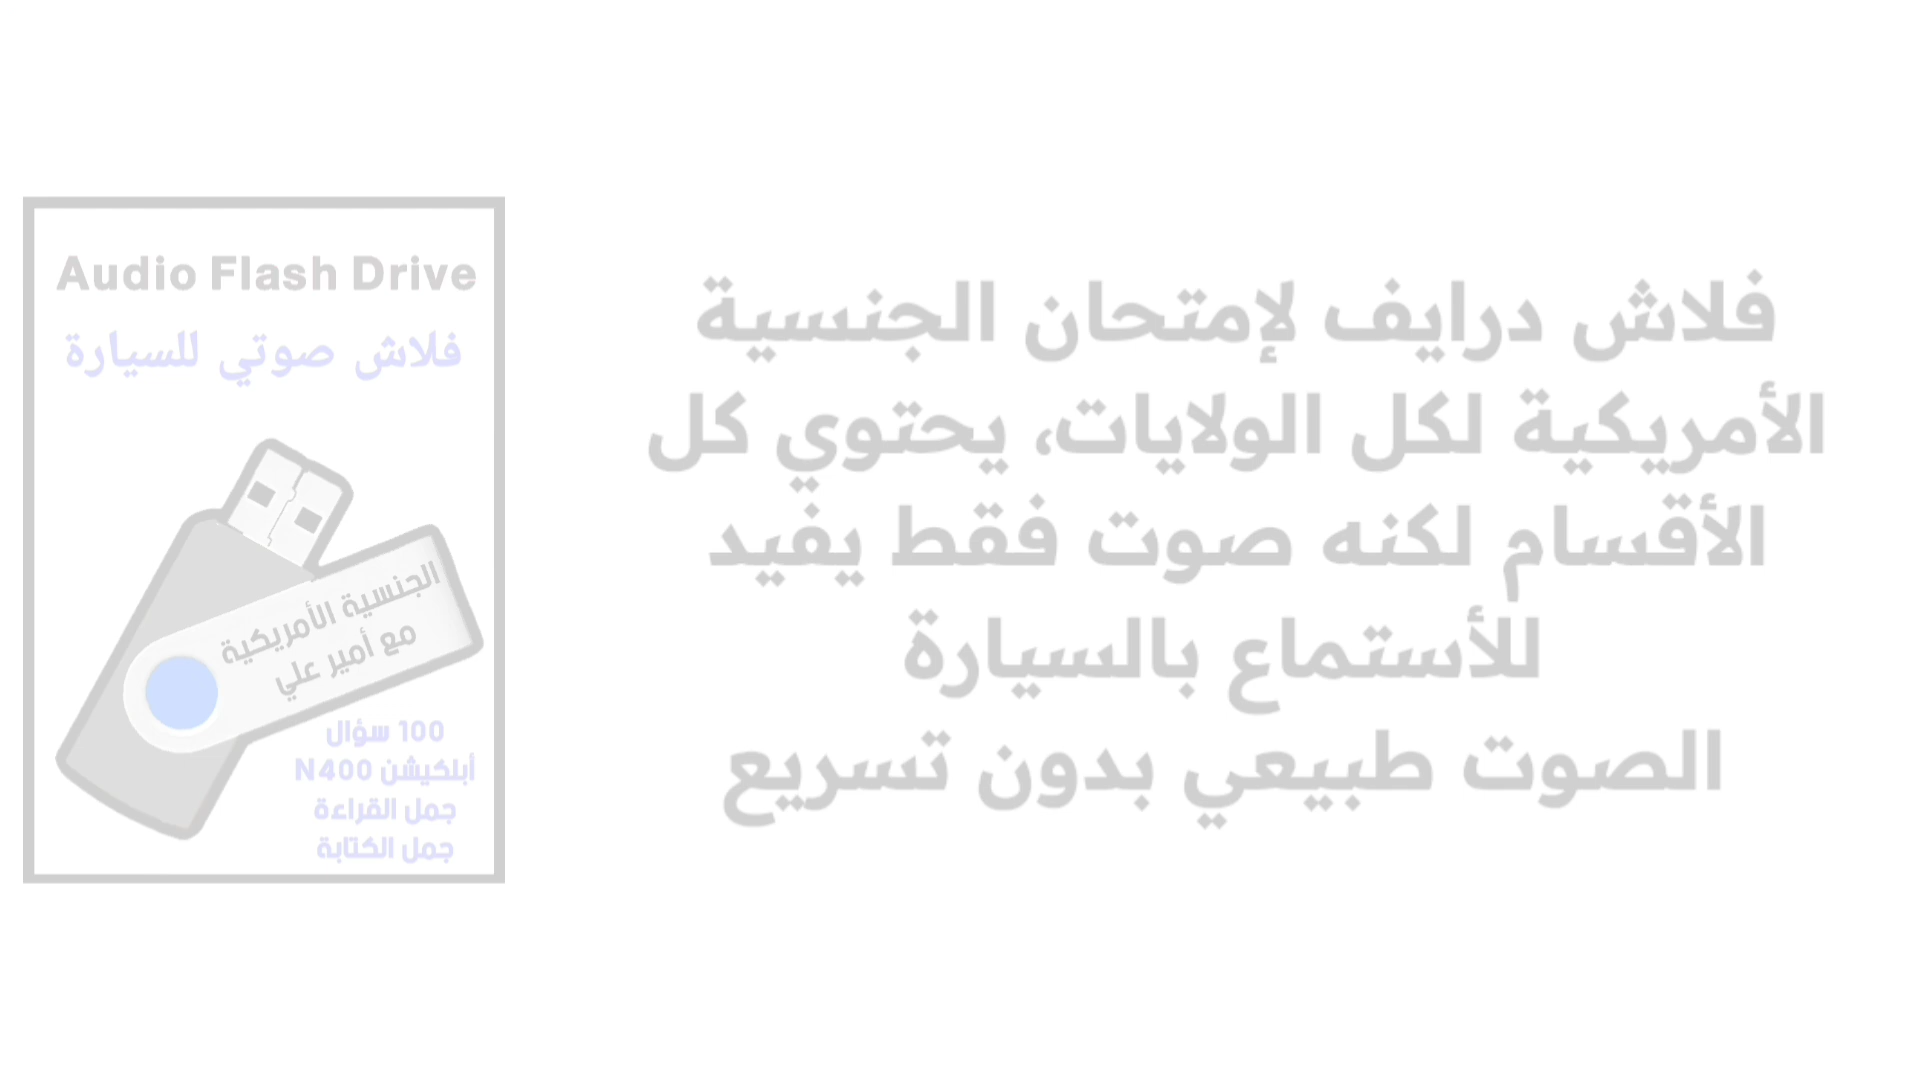 Audio Flash Drive
فلاش صوتي للسيارة
الجنسية الأمريكية
مع أمير علي
100 سؤال
أبلكيشن N400
جمل القراءة
جمل الكتابة
فلاش درايف لإمتحان الجنسية
الأمريكية لكل الولايات، يحتوي كل
الأقسام لكنه صوت فقط يفيد
للأستماع بالسيارة
الصوت طبيعي بدون تسريع